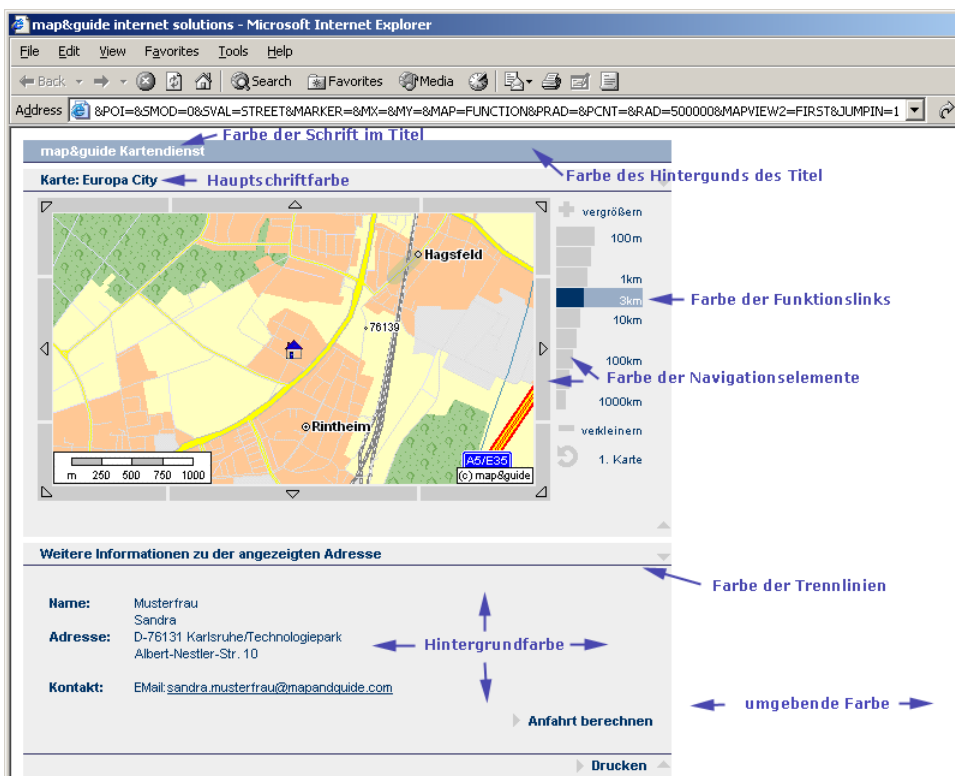 map&guide internet solutions - Microsoft Internet Explorer
File Edit View Favorites Tools Help
Back Search Favorites Media
Address &POI=&SMOD=0&SVAL=STREET&MARKER=&MX=&MY=&MAP=FUNCTION&PRAD=&PCNT=&RAD=500000&MAPVIEW2=FIRST&JUMPIN=1
Farbe der Schrift im Titel
map&guide Kartendienst
Farbe des Hintergunds des Titel
Karte: Europa City
Hauptschriftfarbe
vergrößern
100m
Hagsfeld
1km
3km
Farbe der Funktionslinks
10km
76139
100km
Farbe der Navigationselemente
1000km
Rintheim
verkleinern
A5/E35
1. Karte
m 250 500 750 1000
(c) map&guide
Weitere Informationen zu der angezeigten Adresse
Farbe der Trennlinien
Name: Musterfrau
Sandra
Adresse: D-76131 Karlsruhe/Technologiepark
Hintergrundfarbe
Albert-Nestler-Str. 10
Kontakt: EMail:sandra.musterfrau@mapandguide.com
umgebende Farbe
Anfahrt berechnen
Drucken